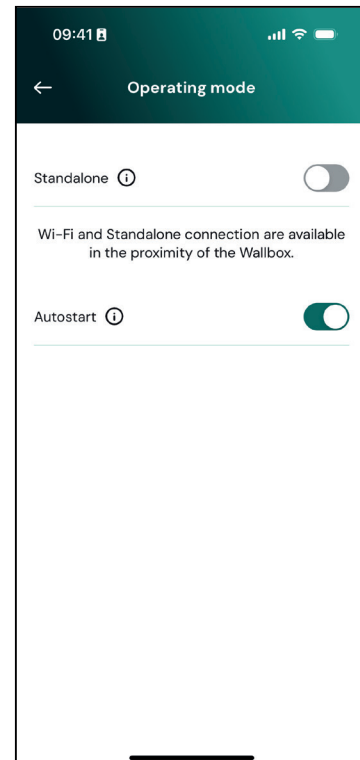 09:41
Operating mode
Standalone
Wi-Fi and Standalone connection are available
in the proximity of the Wallbox.
Autostart